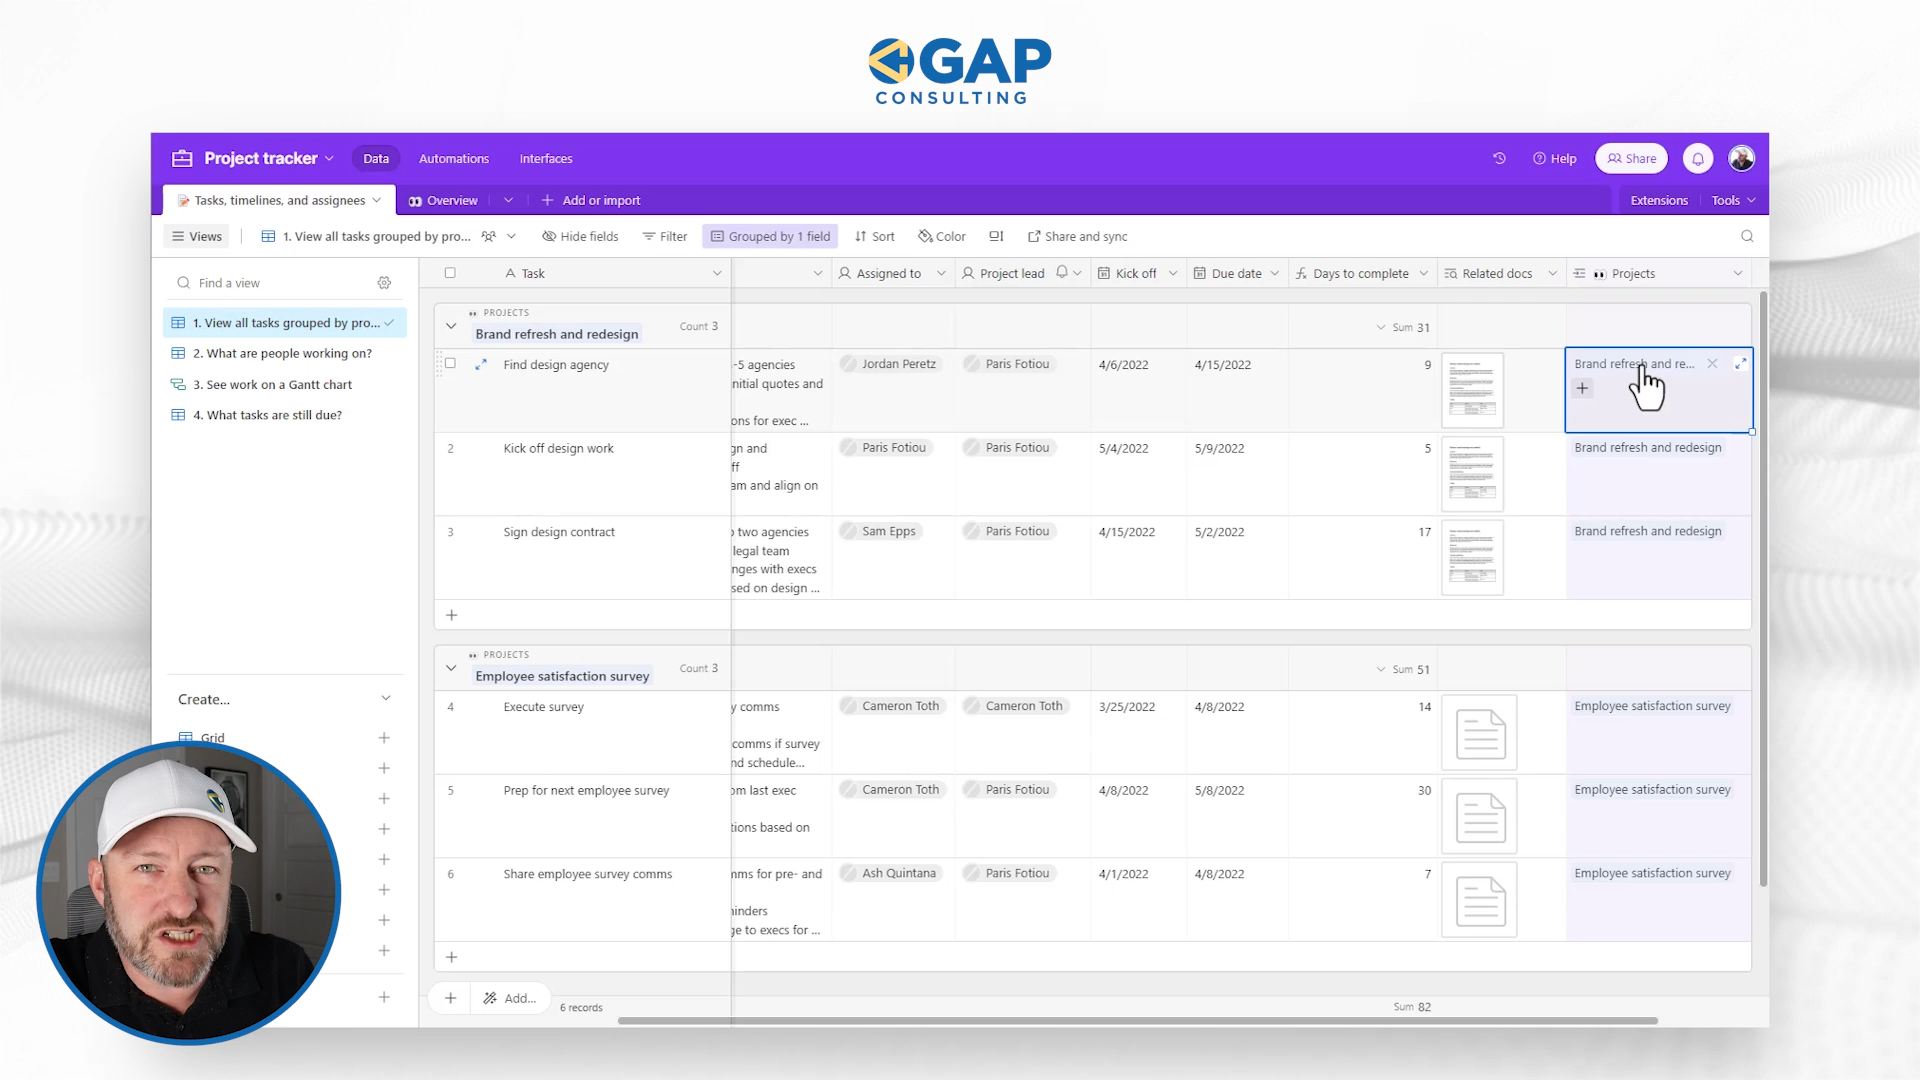 GAP
CONSULTING
Project tracker
Data
Automations
Interfaces
Help
Share
Tasks, timelines, and assignees
Overview
Add or import
Extensions
Tools
Views
1. View all tasks grouped by pro...
Hide fields
Filter
Grouped by 1 field
Sort
Color
Share and sync
Find a view
1. View all tasks grouped by pro...
2. What are people working on?
3. See work on a Gantt chart
4. What tasks are still due?
Create...
Grid
Task
Assigned to
Project lead
Kick off
Due date
Days to complete
Related docs
Projects
PROJECTS
Brand refresh and redesign
Count 3
Sum 31
Find design agency
-5 agencies
nitial quotes and
ons for exec ...
Jordan Peretz
Paris Fotiou
4/6/2022
4/15/2022
9
Brand refresh and re...
2
Kick off design work
gn and
ff
am and align on
Paris Fotiou
Paris Fotiou
5/4/2022
5/9/2022
5
Brand refresh and redesign
3
Sign design contract
o two agencies
legal team
nges with execs
sed on design ...
Sam Epps
Paris Fotiou
4/15/2022
5/2/2022
17
Brand refresh and redesign
PROJECTS
Employee satisfaction survey
Count 3
Sum 51
4
Execute survey
y comms
comms if survey
nd schedule...
Cameron Toth
Cameron Toth
3/25/2022
4/8/2022
14
Employee satisfaction survey
5
Prep for next employee survey
om last exec
tions based on
Cameron Toth
Paris Fotiou
4/8/2022
5/8/2022
30
Employee satisfaction survey
6
Share employee survey comms
mms for pre- and
inders
ge to execs for ...
Ash Quintana
Paris Fotiou
4/1/2022
4/8/2022
7
Employee satisfaction survey
Add...
6 records
Sum 82